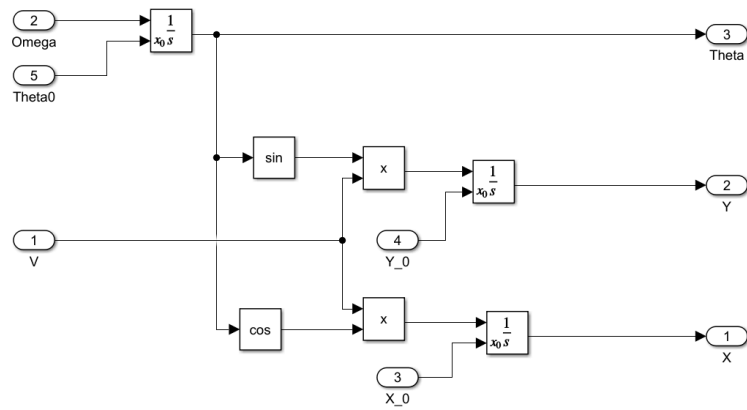 2
Omega
5
Theta0
1
x₀ s
3
Theta
sin
x
1
x₀ s
2
Y
1
V
4
Y_0
cos
x
1
x₀ s
1
X
3
X_0